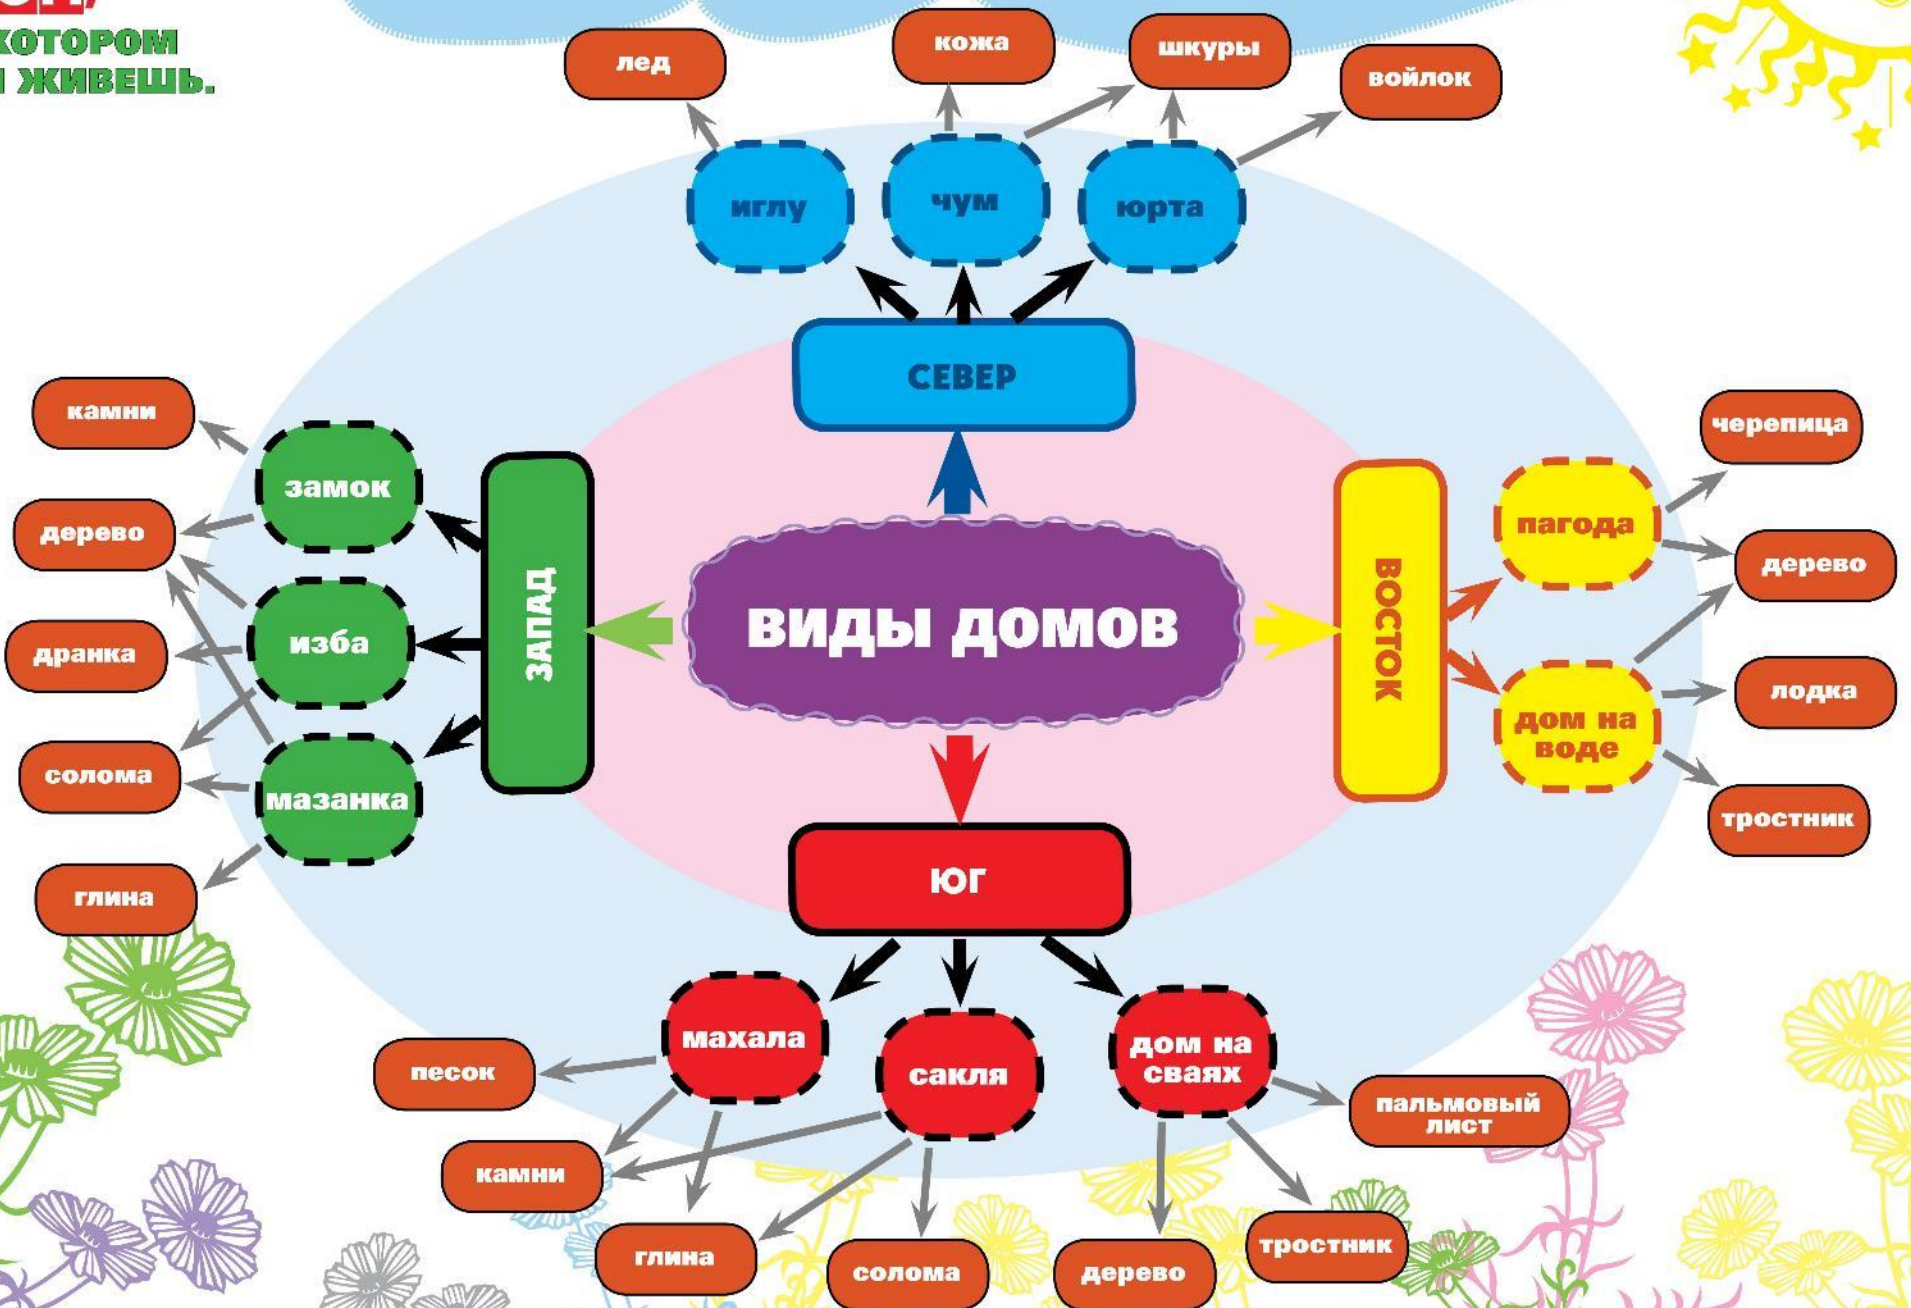 КОТОРОМ
ЖИВЕШЬ.
лед
кожа
шкуры
войлок
иглу
чум
юрта
СЕВЕР
камни
замок
дерево
изба
дранка
солома
мазанка
глина
ЗАПАД
ВИДЫ ДОМОВ
ВОСТОК
пагода
черепица
дерево
дом на
воде
лодка
тростник
ЮГ
махала
сакля
дом на
сваях
песок
камни
глина
солома
дерево
тростник
пальмовый
лист